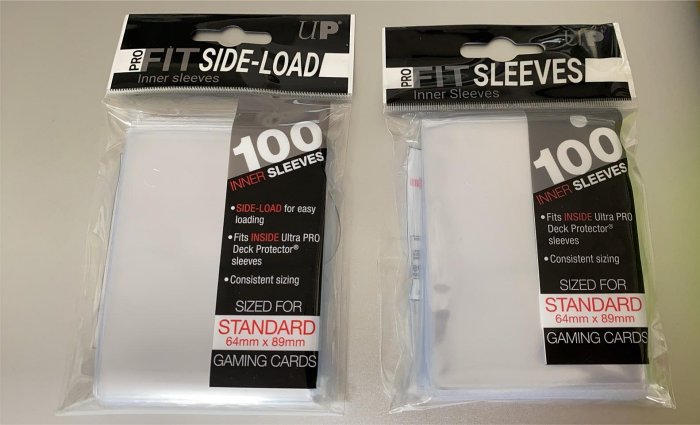 UP®
PRO FIT SIDE-LOAD
Inner sleeves
100
INNER SLEEVES
• SIDE-LOAD for easy
loading
• Fits INSIDE Ultra PRO
Deck Protector®
sleeves
• Consistent sizing
SIZED FOR
STANDARD
64mm x 89mm
GAMING CARDS
UP
PRO FIT SLEEVES
Inner Sleeves
100
INNER SLEEVES
• Fits INSIDE Ultra PRO
Deck Protector®
sleeves
• Consistent sizing
SIZED FOR
STANDARD
64mm x 89mm
GAMING CARDS